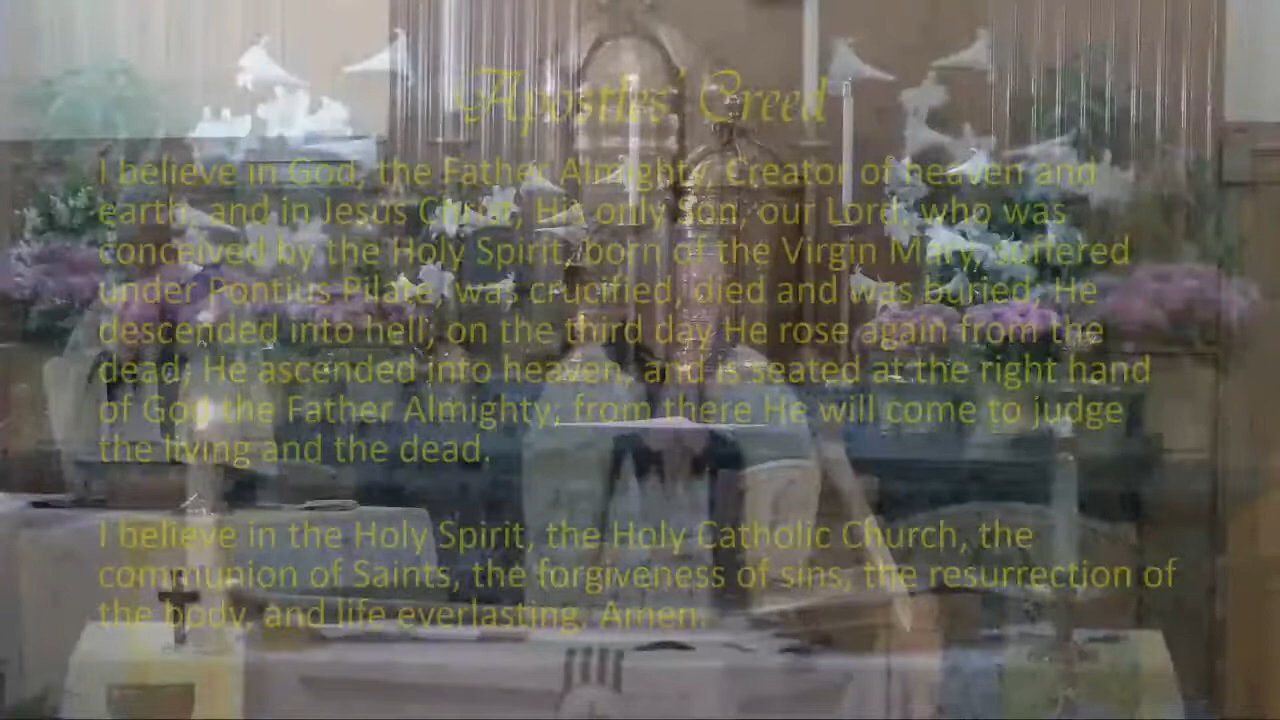 Apostles' Creed
I believe in God, the Father Almighty, Creator of heaven and
earth, and in Jesus Christ, His only Son, our Lord, who was
conceived by the Holy Spirit, born of the Virgin Mary, suffered
under Pontius Pilate, was crucified, died and was buried; He
descended into hell; on the third day He rose again from the
dead; He ascended into heaven, and is seated at the right hand
of God the Father Almighty; from there He will come to judge
the living and the dead.
I believe in the Holy Spirit, the Holy Catholic Church, the
communion of Saints, the forgiveness of sins, the resurrection of
the body, and life everlasting. Amen.